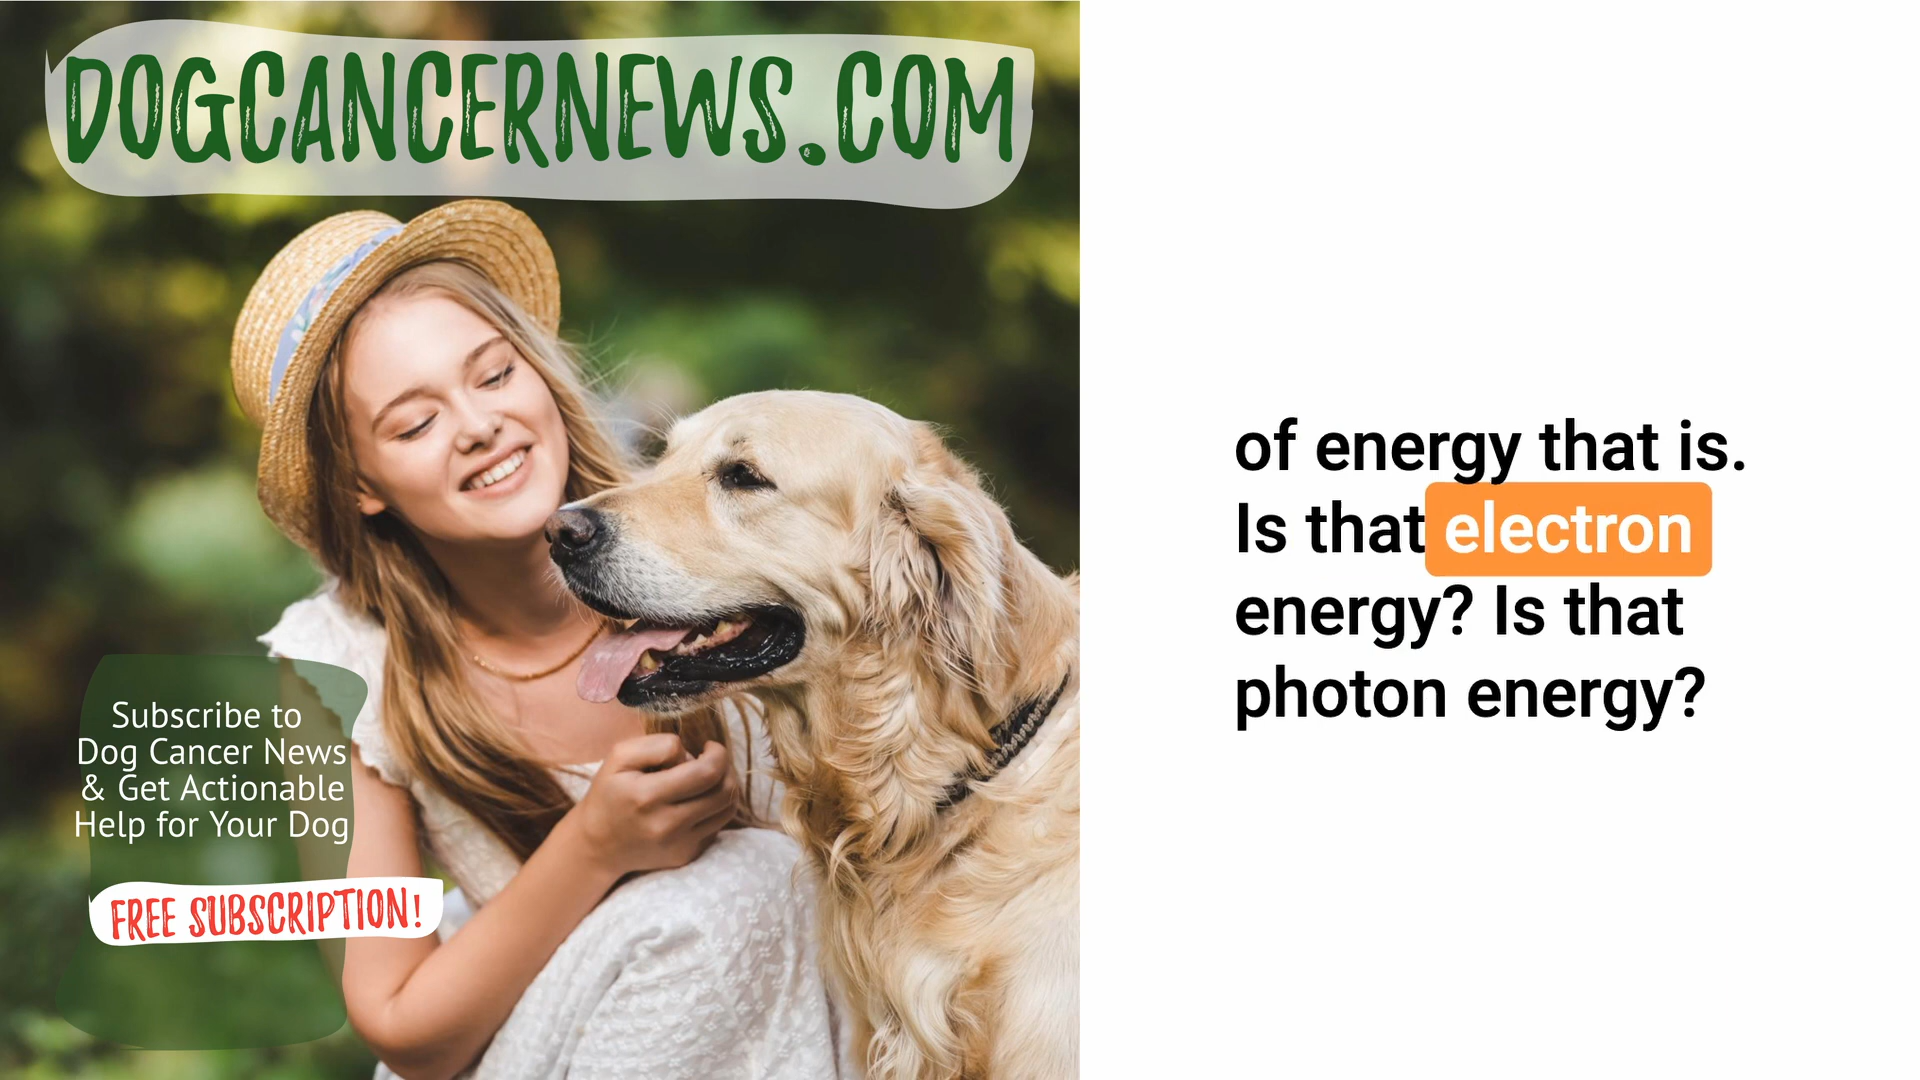 DOGCANCERNEWS.COM
Subscribe to
Dog Cancer News
& Get Actionable
Help for Your Dog
FREE SUBSCRIPTION!
of energy that is.
Is that electron
energy? Is that
photon energy?